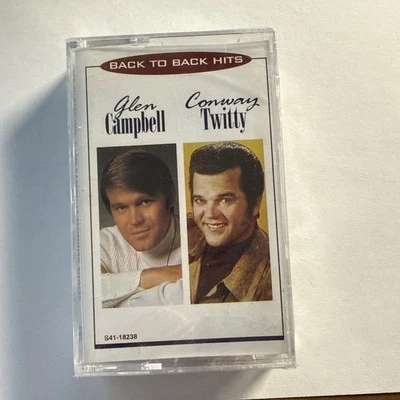 BACK TO BACK HITS
Glen Campbell
Conway Twitty
S41-18238